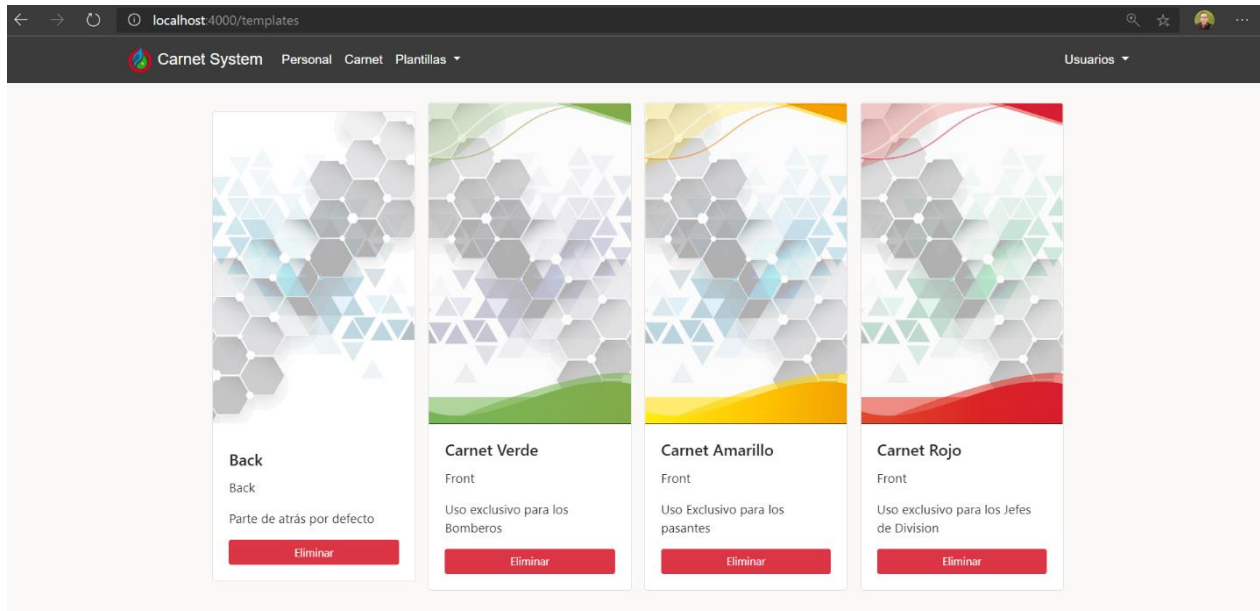 localhost:4000/templates
Carnet System Personal Carnet Plantillas Usuarios
Back
Back
Parte de atrás por defecto
Eliminar
Carnet Verde
Front
Uso exclusivo para los
Bomberos
Eliminar
Carnet Amarillo
Front
Uso Exclusivo para los
pasantes
Eliminar
Carnet Rojo
Front
Uso exclusivo para los Jefes
de Division
Eliminar